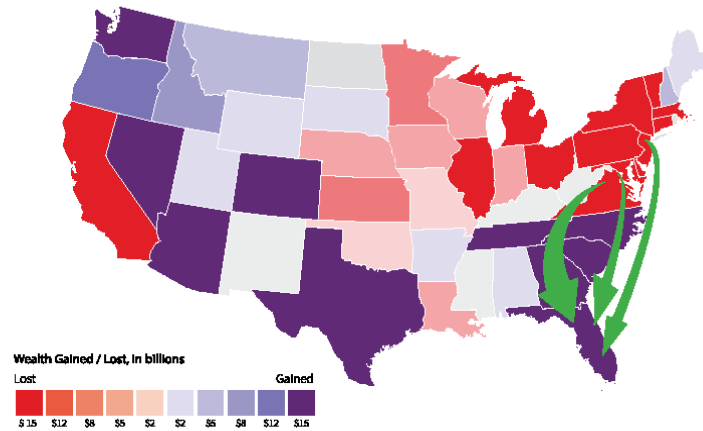 Wealth Gained / Lost, in billions
Lost Gained
$ 15 $12 $8 $5 $2 $2 $5 $8 $12 $15